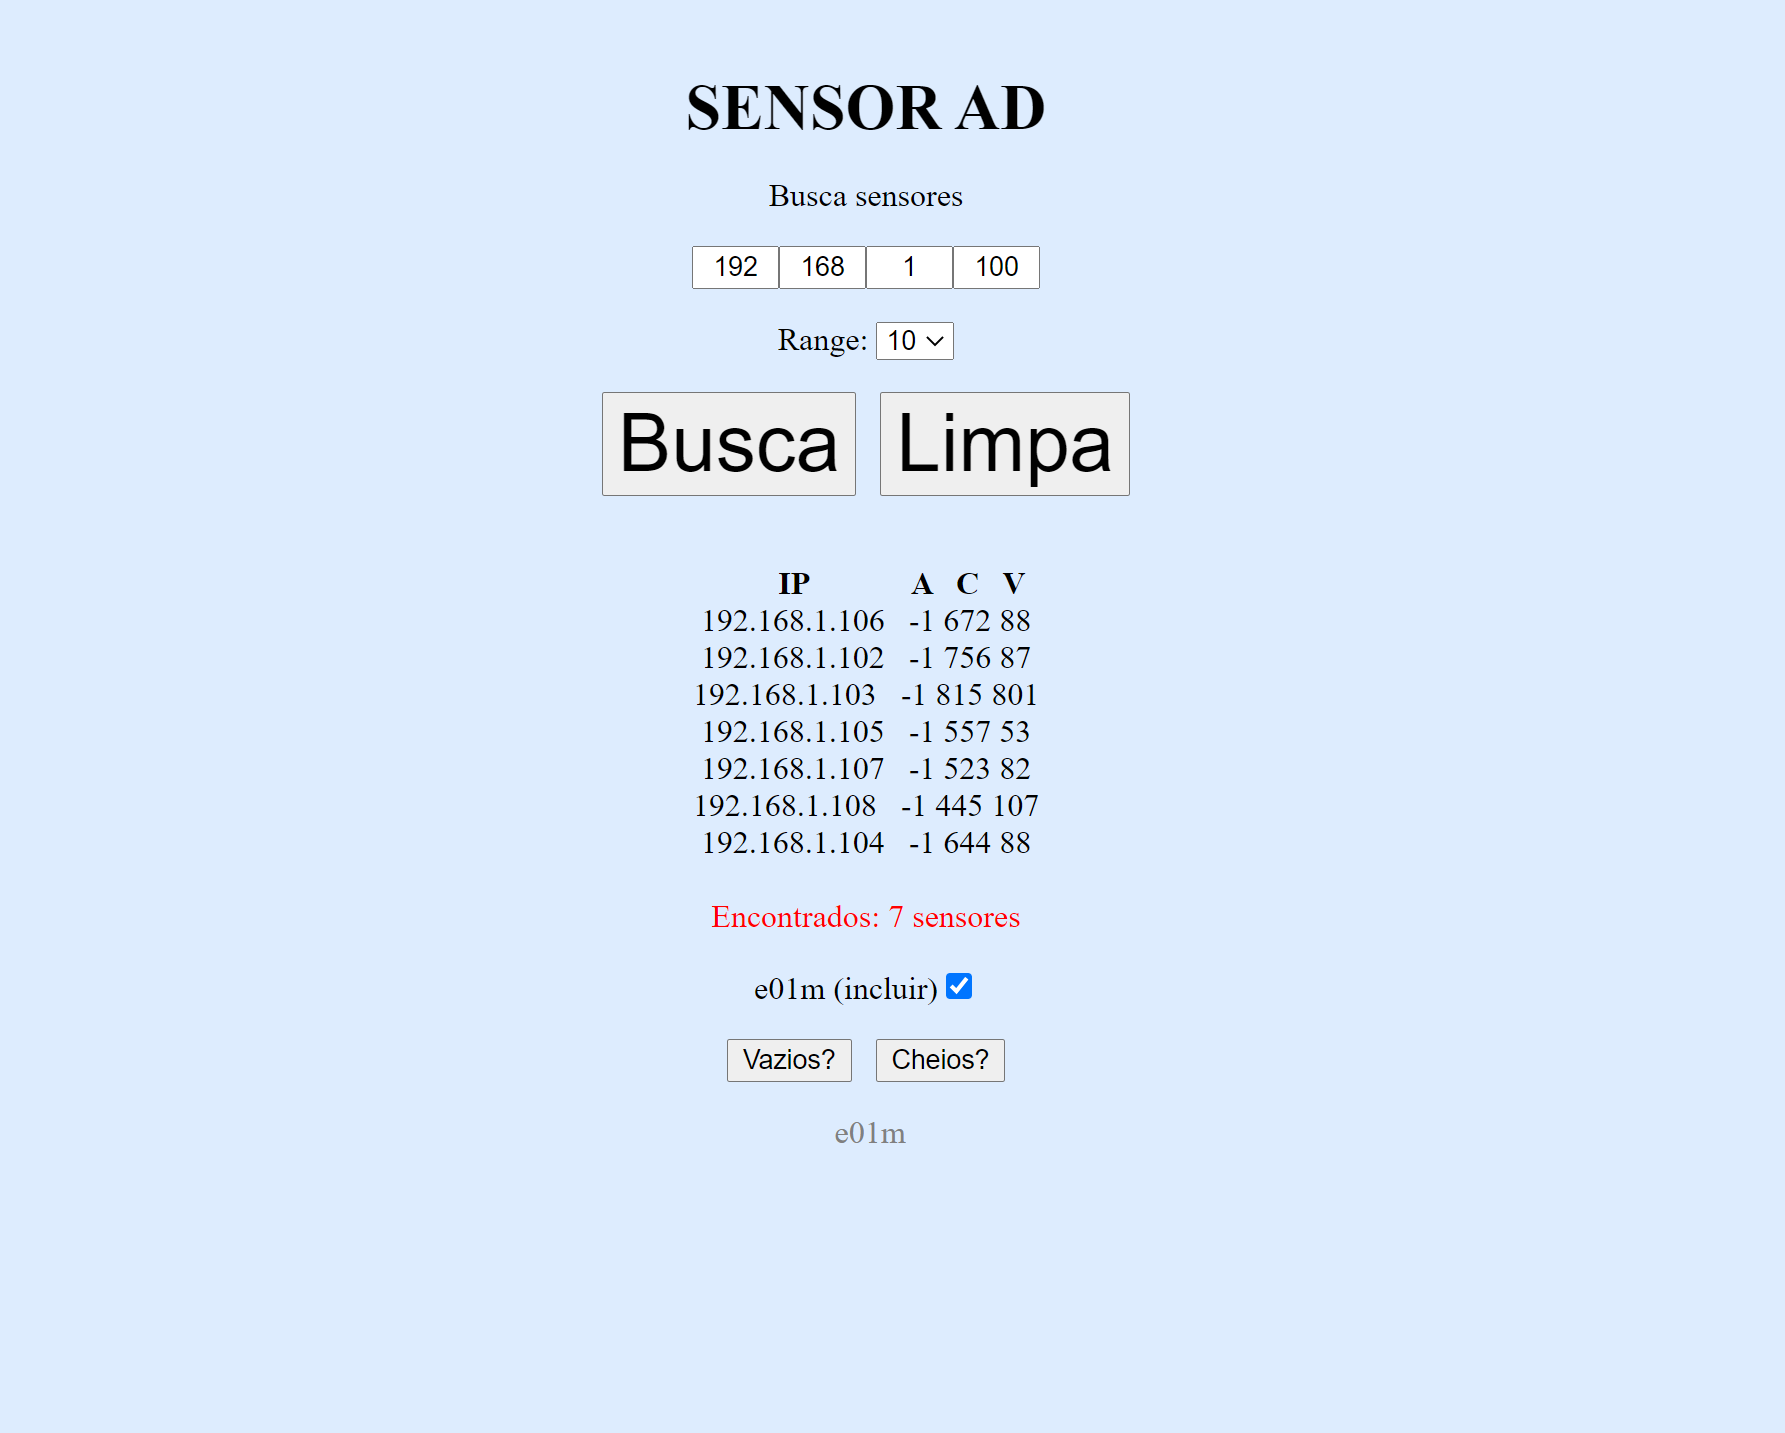 SENSOR AD
Busca sensores
192 168 1 100
Range: 10
Busca Limpa
IP A C V
192.168.1.106 -1 672 88
192.168.1.102 -1 756 87
192.168.1.103 -1 815 801
192.168.1.105 -1 557 53
192.168.1.107 -1 523 82
192.168.1.108 -1 445 107
192.168.1.104 -1 644 88
Encontrados: 7 sensores
e01m (incluir)
Vazios? Cheios?
e01m